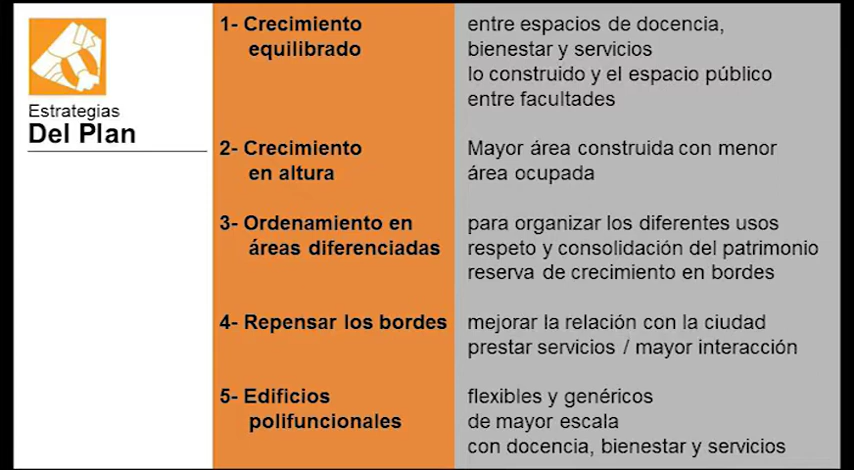 Estrategias
Del Plan
1- Crecimiento
equilibrado
entre espacios de docencia,
bienestar y servicios
lo construido y el espacio público
entre facultades
2- Crecimiento
en altura
Mayor área construida con menor
área ocupada
3- Ordenamiento en
áreas diferenciadas
para organizar los diferentes usos
respeto y consolidación del patrimonio
reserva de crecimiento en bordes
4- Repensar los bordes
mejorar la relación con la ciudad
prestar servicios / mayor interacción
5- Edificios
polifuncionales
flexibles y genéricos
de mayor escala
con docencia, bienestar y servicios